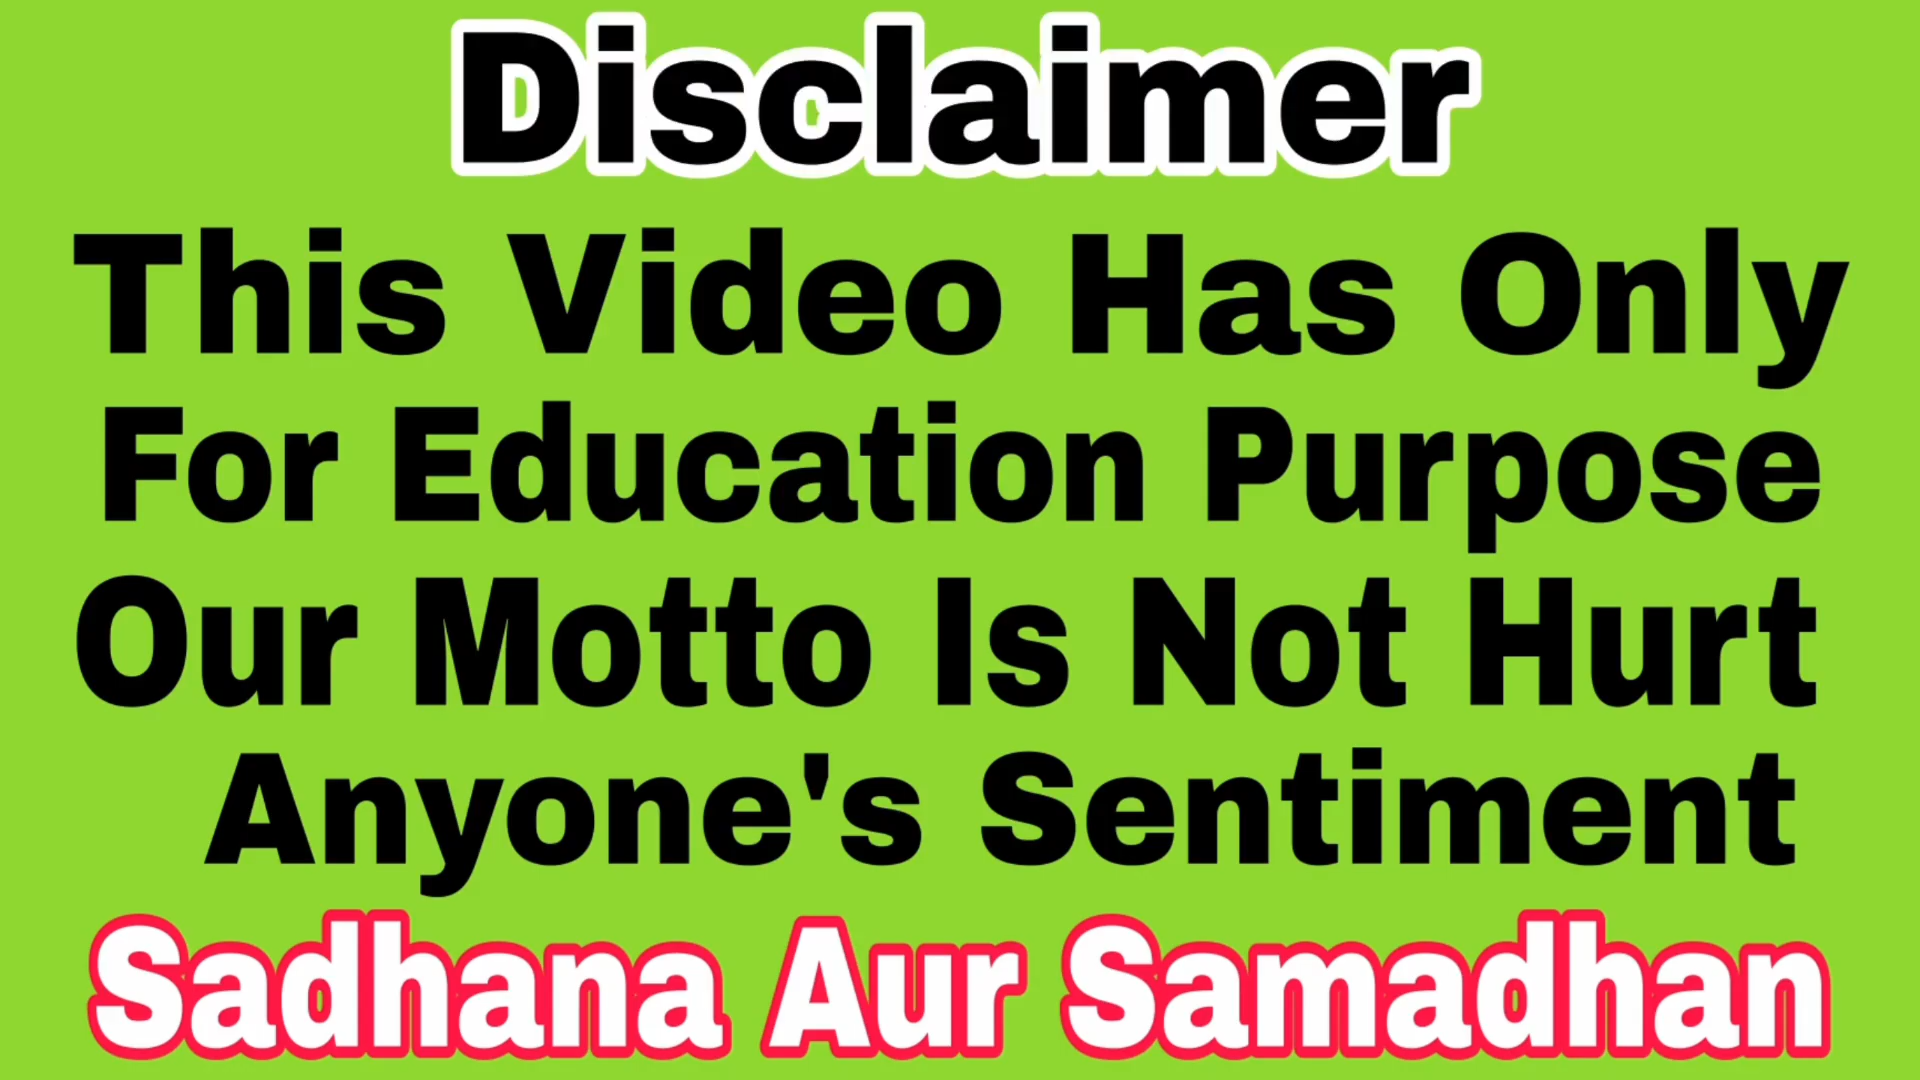 Disclaimer
This Video Has Only
For Education Purpose
Our Motto Is Not Hurt
Anyone's Sentiment
Sadhana Aur Samadhan